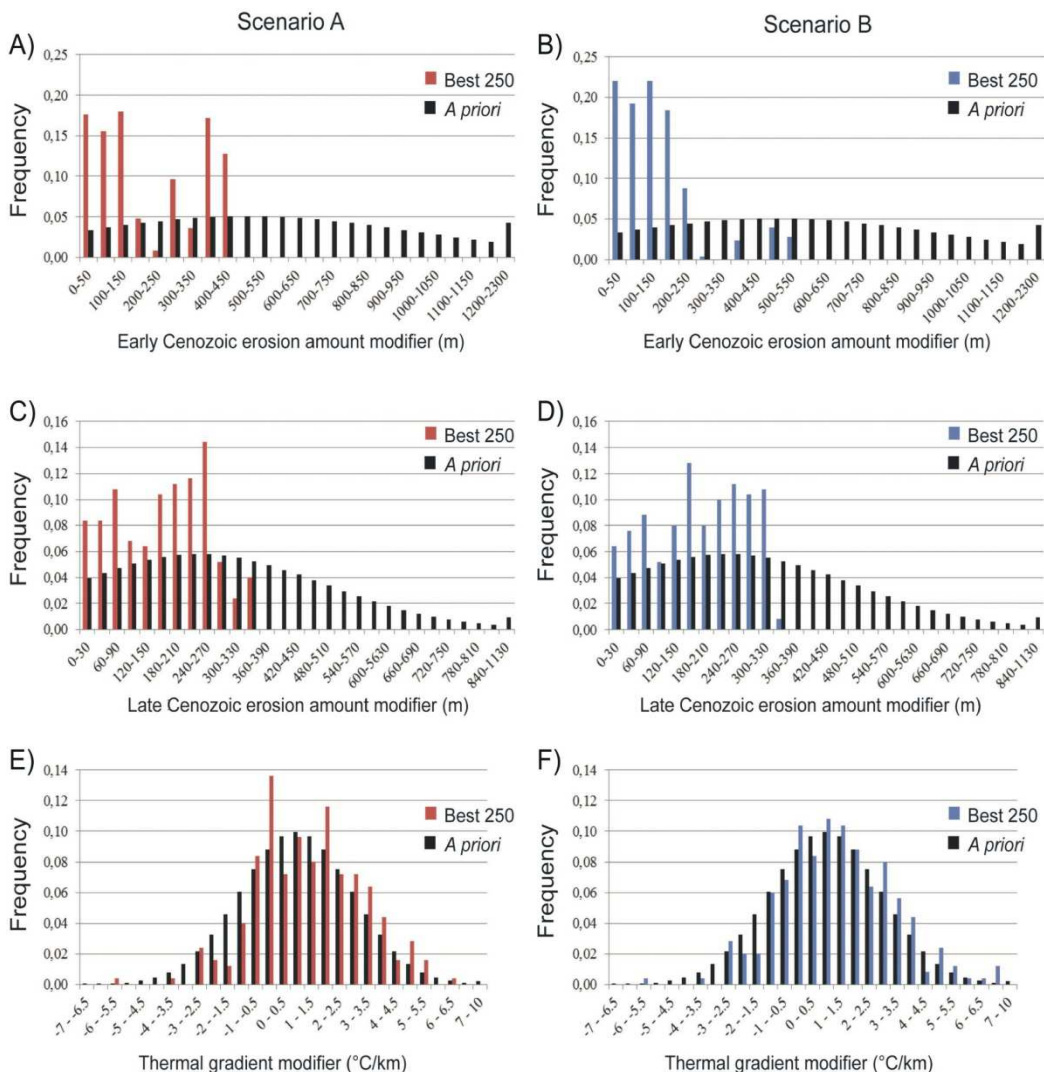 Scenario A
Scenario B
A)
0,25
0,20
0,15
0,10
0,05
0,00
Frequency
Best 250
A priori
0-50
100-150
200-250
300-350
400-450
500-550
600-650
700-750
800-850
900-950
1000-1050
1100-1150
1200-2300
Early Cenozoic erosion amount modifier (m)
B)
0,25
0,20
0,15
0,10
0,05
0,00
Frequency
Best 250
A priori
0-50
100-150
200-250
300-350
400-450
500-550
600-650
700-750
800-850
900-950
1000-1050
1100-1150
1200-2300
Early Cenozoic erosion amount modifier (m)
C)
0,16
0,14
0,12
0,10
0,08
0,06
0,04
0,02
0,00
Frequency
Best 250
A priori
0-30
60-90
120-150
180-210
240-270
300-330
360-390
420-450
480-510
540-570
600-5630
600-660
660-690
720-750
780-810
840-1130
Late Cenozoic erosion amount modifier (m)
D)
0,16
0,14
0,12
0,10
0,08
0,06
0,04
0,02
0,00
Frequency
Best 250
A priori
0-30
60-90
120-150
180-210
240-270
300-330
360-390
420-450
480-510
540-570
600-5630
660-690
720-750
780-810
840-1130
Late Cenozoic erosion amount modifier (m)
E)
0,14
0,12
0,10
0,08
0,06
0,04
0,02
0,00
Frequency
Best 250
A priori
-7 - -6.5
-6 - -5.5
-5 - -4.5
-4 - -3.5
-3 - -2.5
-2 - -1.5
-1 - -0.5
0 - 0.5
1 - 1.5
2 - 2.5
3 - 3.5
4 - 4.5
5 - 5.5
6 - 6.5
7 - 10
Thermal gradient modifier (°C/km)
F)
0,14
0,12
0,10
0,08
0,06
0,04
0,02
0,00
Frequency
Best 250
A priori
-7 - -6.5
-6 - -5.5
-5 - -4.5
-4 - -3.5
-3 - -2.5
-2 - -1.5
-1 - -0.5
0 - 0.5
1 - 1.5
2 - 2.5
3 - 3.5
4 - 4.5
5 - 5.5
6 - 6.5
7 - 10
Thermal gradient modifier (°C/km)